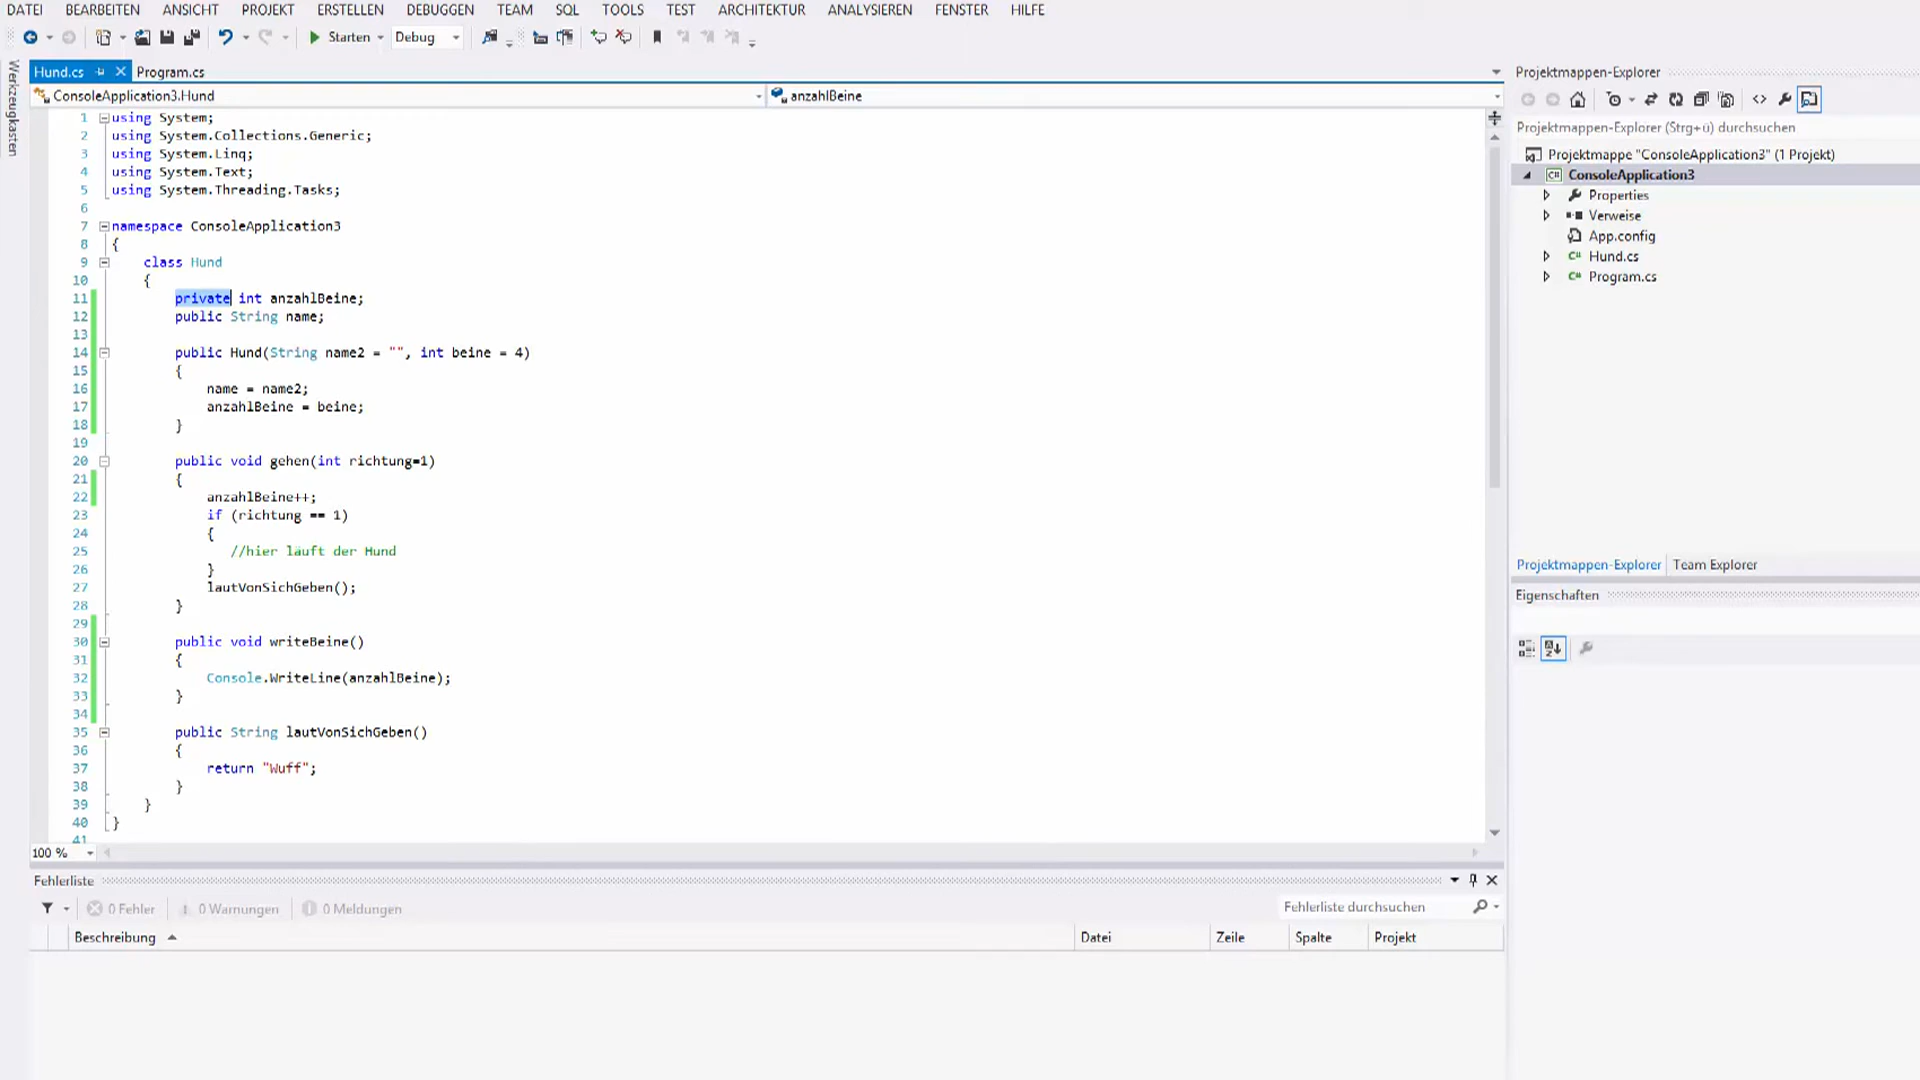 DATEI BEARBEITEN ANSICHT PROJEKT ERSTELLEN DEBUGGEN TEAM SQL TOOLS TEST ARCHITEKTUR ANALYSIEREN FENSTER HILFE
Starten Debug
Werkzeugkasten
Hund.cs Program.cs
ConsoleApplication3.Hund anzahlBeine
1 using System;
2 using System.Collections.Generic;
3 using System.Linq;
4 using System.Text;
5 using System.Threading.Tasks;
6
7 namespace ConsoleApplication3
8 {
9 class Hund
10 {
11 private int anzahlBeine;
12 public String name;
13
14 public Hund(String name2 = "", int beine = 4)
15 {
16 name = name2;
17 anzahlBeine = beine;
18 }
19
20 public void gehen(int richtung=1)
21 {
22 anzahlBeine++;
23 if (richtung == 1)
24 {
25 //hier läuft der Hund
26 }
27 lautVonSichGeben();
28 }
29
30 public void writeBeine()
31 {
32 Console.WriteLine(anzahlBeine);
33 }
34
35 public String lautVonSichGeben()
36 {
37 return "Wuff";
38 }
39 }
40 }
41
100 %
Fehlerliste
0 Fehler 0 Warnungen 0 Meldungen Fehlerliste durchsuchen
Beschreibung Datei Zeile Spalte Projekt
Projektmappen-Explorer
Projektmappen-Explorer (Strg+ü) durchsuchen
Projektmappe "ConsoleApplication3" (1 Projekt)
ConsoleApplication3
Properties
Verweise
App.config
Hund.cs
Program.cs
Projektmappen-Explorer Team Explorer
Eigenschaften